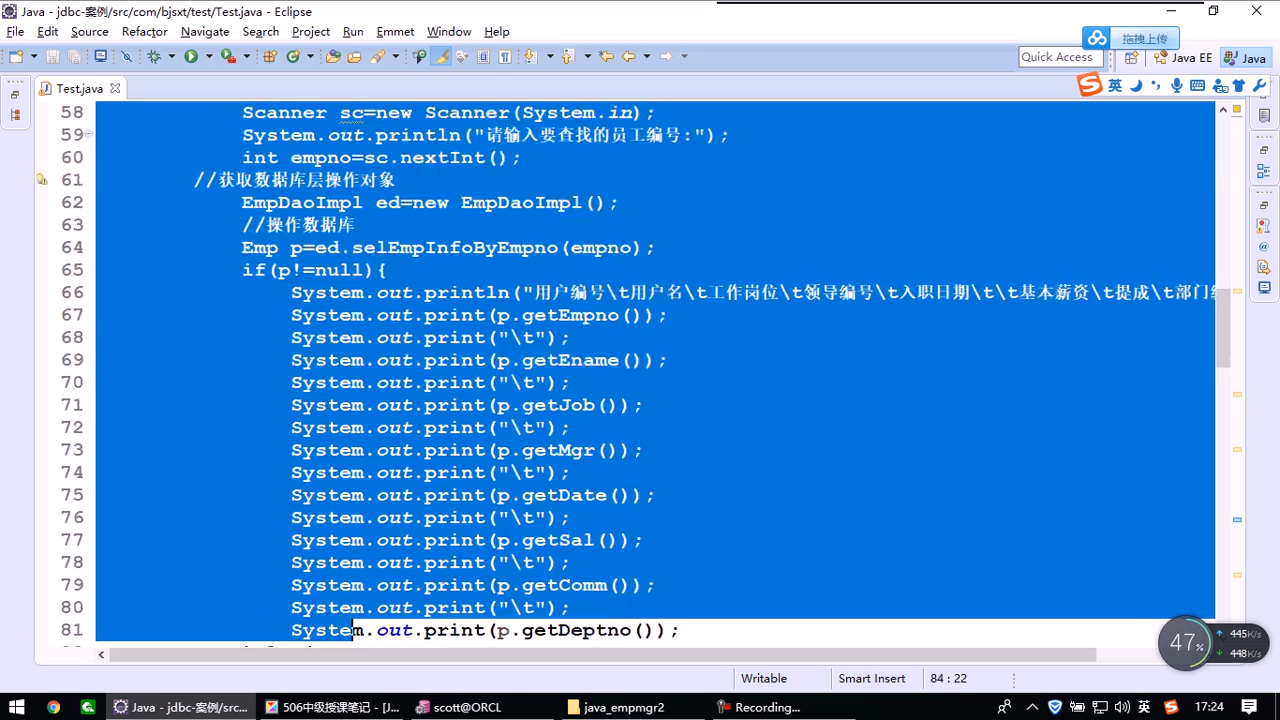 Java - jdbc-案例/src/com/bjsxt/test/Test.java - Eclipse
File Edit Source Refactor Navigate Search Project Run Emmet Window Help
拖拽上传
Quick Access Java EE Java
英
Test.java
58 Scanner sc=new Scanner(System.in);
59 System.out.println("请输入要查找的员工编号:");
60 int empno=sc.nextInt();
61 //获取数据库层操作对象
62 EmpDaoImpl ed=new EmpDaoImpl();
63 //操作数据库
64 Emp p=ed.selEmpInfoByEmpno(empno);
65 if(p!=null){
66 System.out.println("用户编号\t用户名\t工作岗位\t领导编号\t入职日期\t\t基本薪资\t提成\t部门
67 System.out.print(p.getEmpno());
68 System.out.print("\t");
69 System.out.print(p.getEname());
70 System.out.print("\t");
71 System.out.print(p.getJob());
72 System.out.print("\t");
73 System.out.print(p.getMgr());
74 System.out.print("\t");
75 System.out.print(p.getDate());
76 System.out.print("\t");
77 System.out.print(p.getSal());
78 System.out.print("\t");
79 System.out.print(p.getComm());
80 System.out.print("\t");
81 System.out.print(p.getDeptno());
47% 445K/s
448K/s
Writable Smart Insert 84 : 22
Java - jdbc-案例/src... 506中级授课笔记 - [J... scott@ORCL java_empmgr2 Recording... 英 17:24